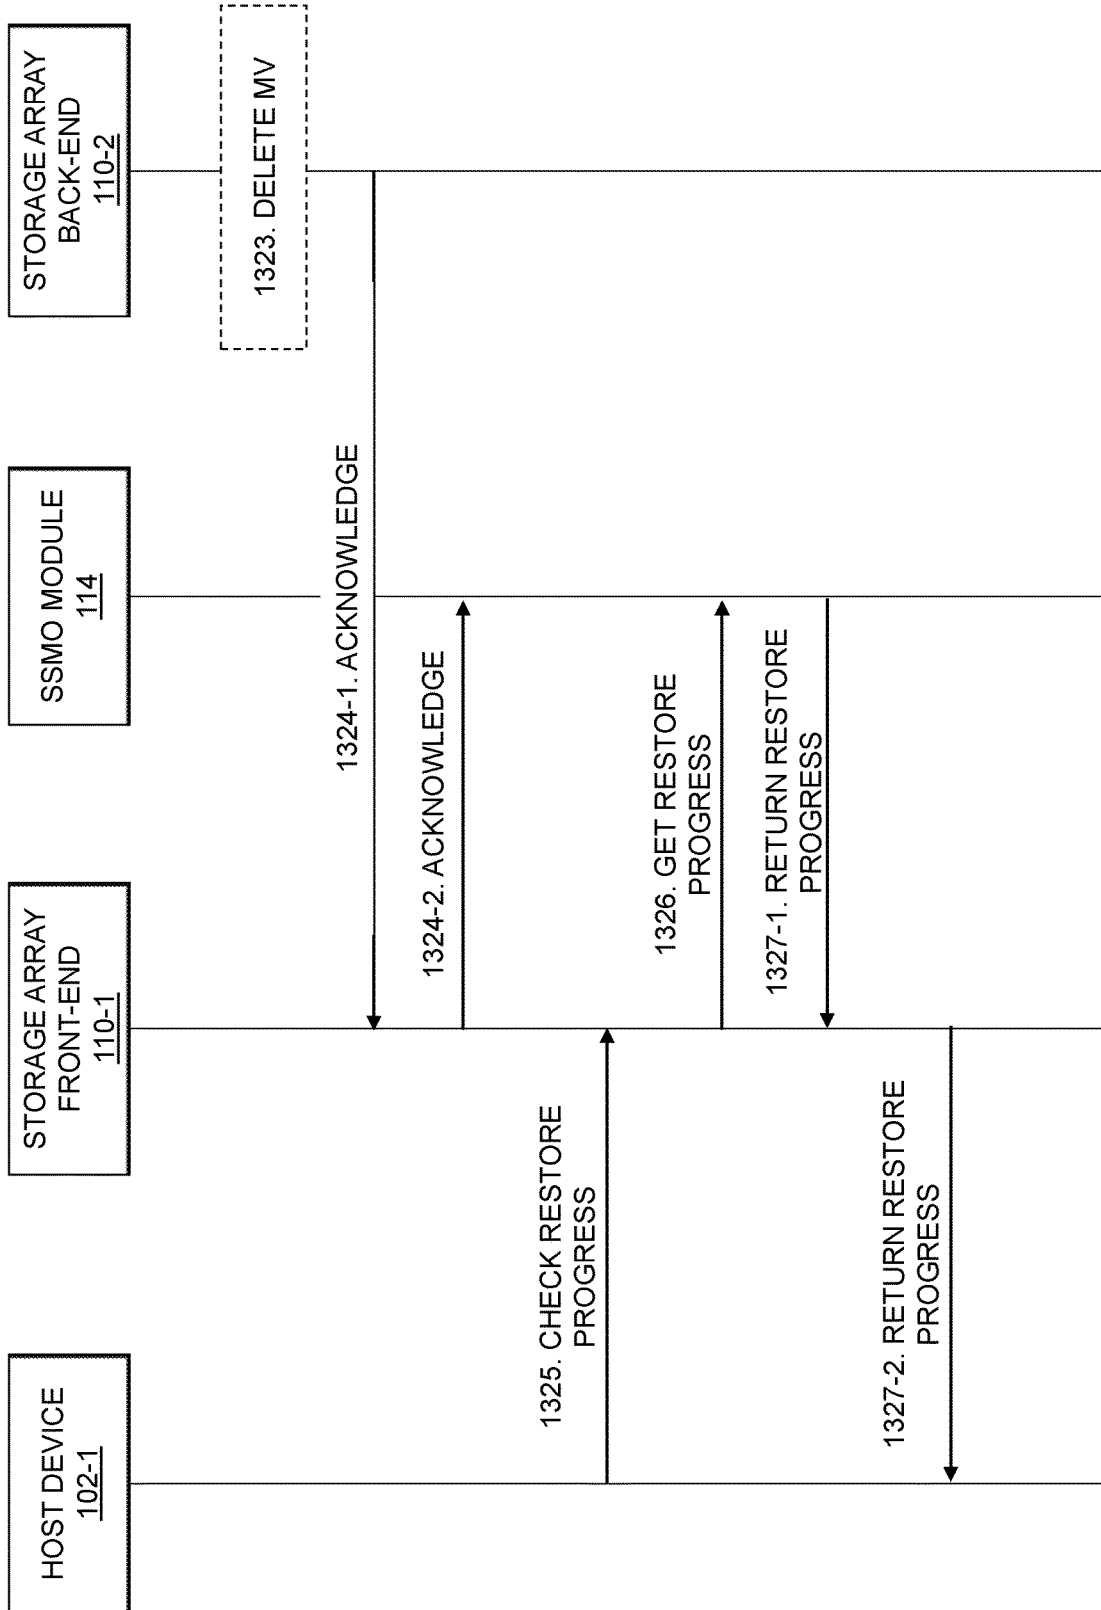 HOST DEVICE
102-1
STORAGE ARRAY
FRONT-END
110-1
SSMO MODULE
114
STORAGE ARRAY
BACK-END
110-2
1323. DELETE MV
1324-1. ACKNOWLEDGE
1324-2. ACKNOWLEDGE
1325. CHECK RESTORE
PROGRESS
1326. GET RESTORE
PROGRESS
1327-1. RETURN RESTORE
PROGRESS
1327-2. RETURN RESTORE
PROGRESS